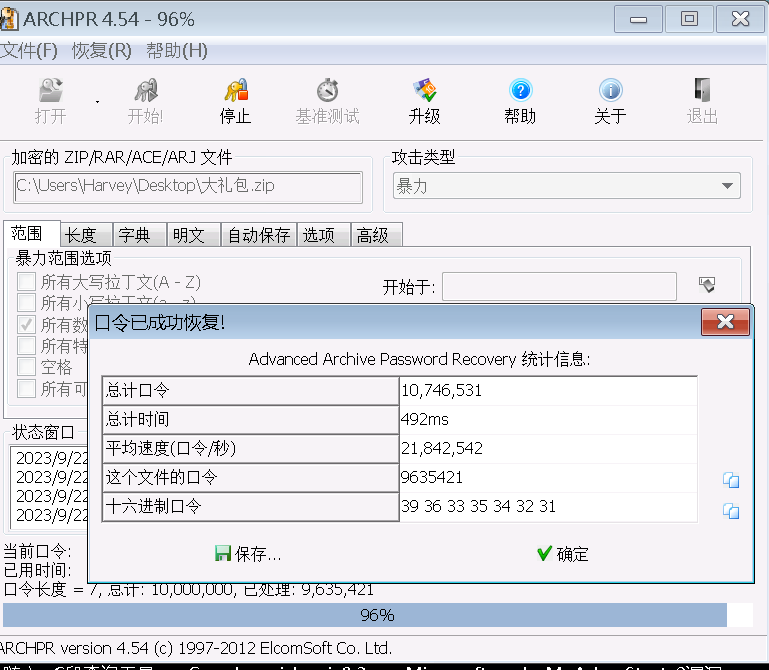 ARCHPR 4.54 - 96%
文件(F) 恢复(R) 帮助(H)
打开 开始! 停止 基准测试 升级 帮助 关于 退出
加密的 ZIP/RAR/ACE/ARJ 文件 攻击类型
C:\Users\Harvey\Desktop\大礼包.zip 暴力
范围 长度 字典 明文 自动保存 选项 高级
暴力范围选项
所有大写拉丁文(A - Z)
开始于:
所有小写拉丁文(a - z)
所有数
所有特
空格
所有可
口令已成功恢复!
Advanced Archive Password Recovery 统计信息:
总计口令 10,746,531
总计时间 492ms
平均速度(口令/秒) 21,842,542
这个文件的口令 9635421
十六进制口令 39 36 33 35 34 32 31
保存... 确定
状态窗口
2023/9/22
2023/9/22
2023/9/22
2023/9/22
当前口令:
已用时间:
口令长度 = 7, 总计: 10,000,000, 已处理: 9,635,421
96%
ARCHPR version 4.54 (c) 1997-2012 ElcomSoft Co. Ltd.